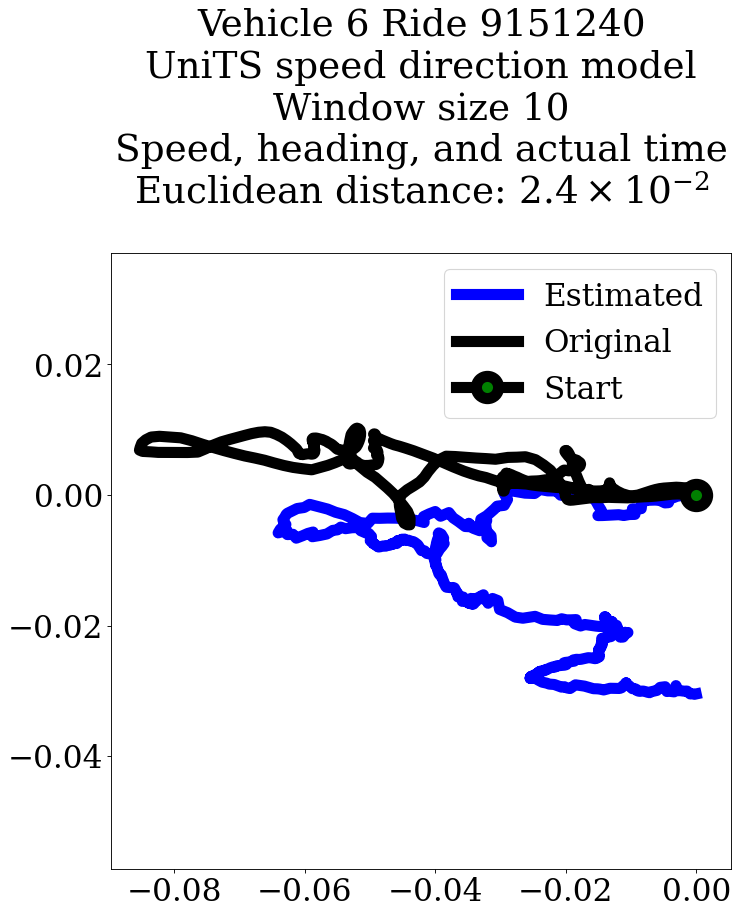 Vehicle 6 Ride 9151240
UniTS speed direction model
Window size 10
Speed, heading, and actual time
Euclidean distance: 2.4 × 10⁻²
Estimated
Original
Start
0.02
0.00
−0.02
−0.04
−0.08 −0.06 −0.04 −0.02 0.00